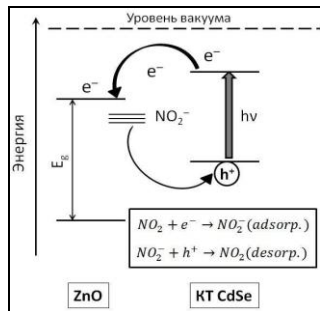 Уровень вакуума
Энергия
e⁻
e⁻
e⁻
NO₂⁻
hν
E_g
h⁺
NO₂ + e⁻ → NO₂⁻(adsorp.)
NO₂⁻ + h⁺ → NO₂(desorp.)
ZnO
КТ CdSe